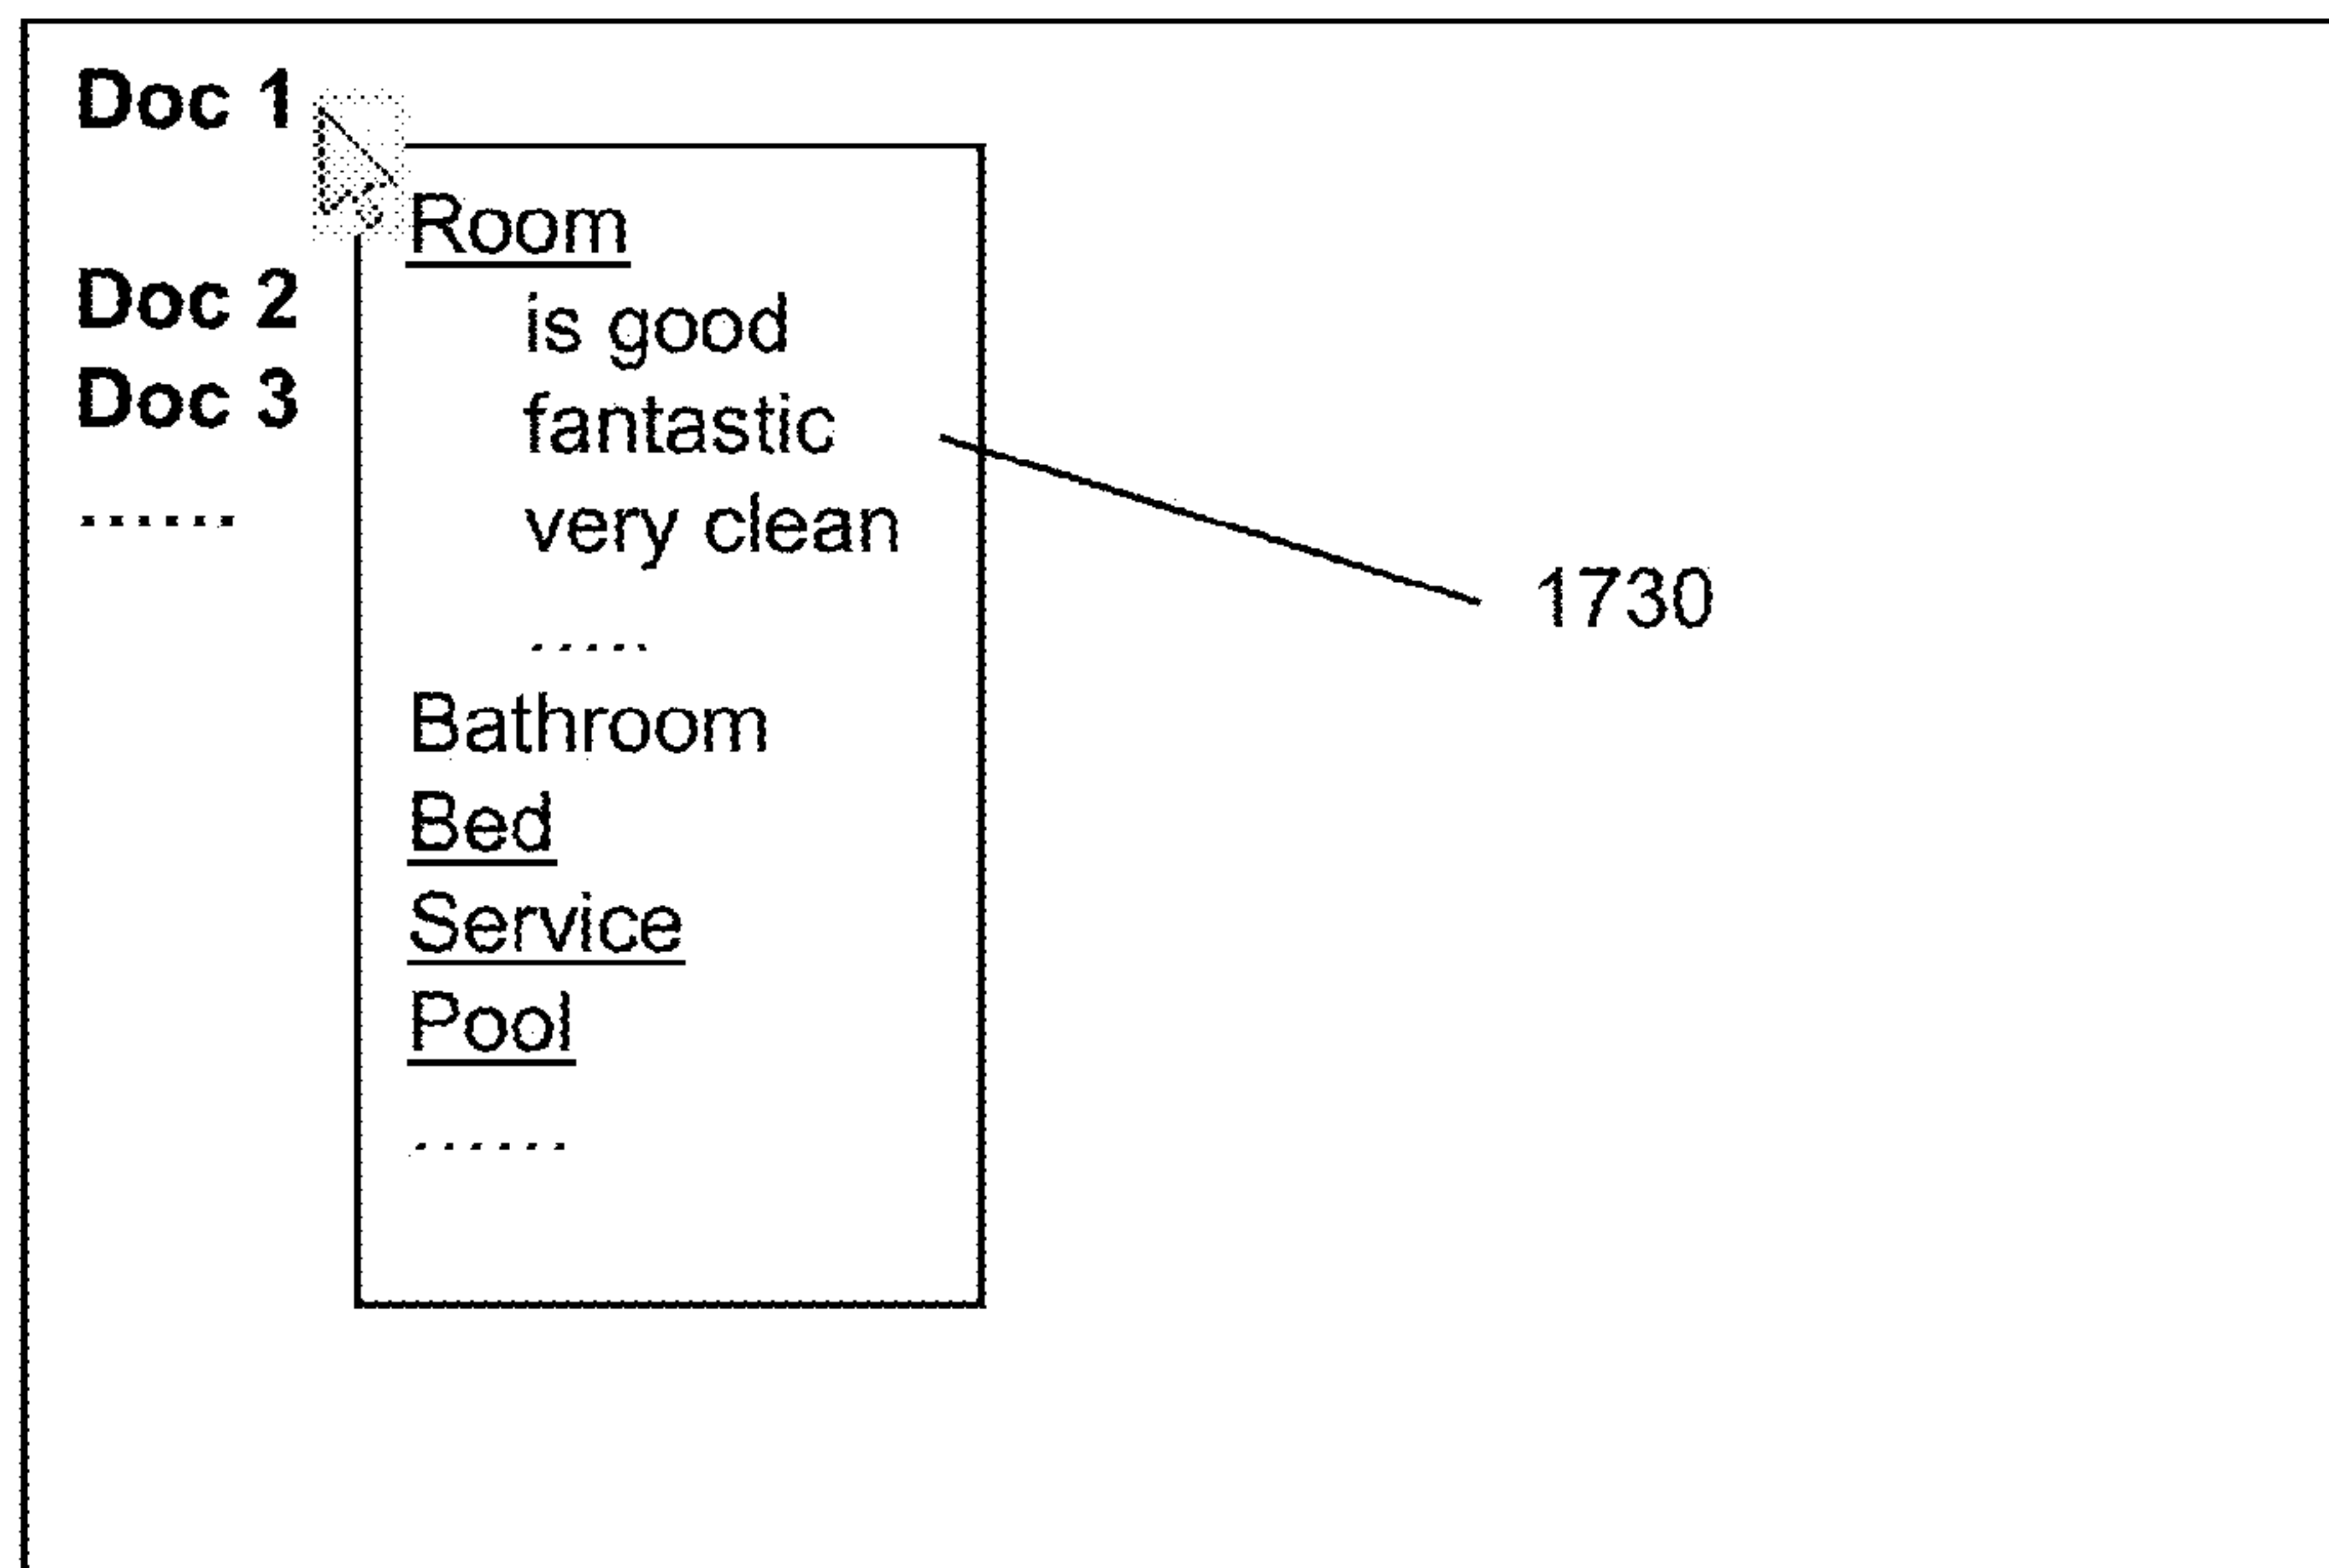 Doc 1
Room
is good
Doc 2
fantastic
Doc 3
very clean
......
1730
.....
Bathroom
Bed
Service
Pool
......